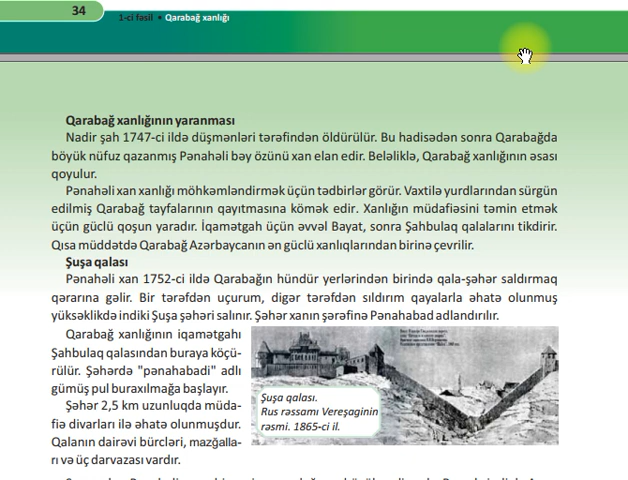 34
1-ci fəsil • Qarabağ xanlığı
Qarabağ xanlığının yaranması
Nadir şah 1747-ci ildə düşmənləri tərəfindən öldürülür. Bu hadisədən sonra Qarabağda
böyük nüfuz qazanmış Pənahəli bəy özünü xan elan edir. Beləliklə, Qarabağ xanlığının əsası
qoyulur.
Pənahəli xan xanlığı möhkəmləndirmək üçün tədbirlər görür. Vaxtilə yurdlarından sürgün
edilmiş Qarabağ tayfalarının qayıtmasına kömək edir. Xanlığın müdafiəsini təmin etmək
üçün güclü qoşun yaradır. İqamətgah üçün əvvəl Bayat, sonra Şahbulaq qalalarını tikdirir.
Qısa müddətdə Qarabağ Azərbaycanın ən güclü xanlıqlarından birinə çevrilir.
Şuşa qalası
Pənahəli xan 1752-ci ildə Qarabağın hündür yerlərindən birində qala-şəhər saldırmaq
qərarına gəlir. Bir tərəfdən uçurum, digər tərəfdən sıldırım qayalarla əhatə olunmuş
yüksəklikdə indiki Şuşa şəhəri salınır. Şəhər xanın şərəfinə Pənahabad adlandırılır.
Qarabağ xanlığının iqamətgahı
Şahbulaq qalasından buraya köçü-
rülür. Şəhərdə "pənahabadi" adlı
gümüş pul buraxılmağa başlayır.
Şəhər 2,5 km uzunluqda müda-
fiə divarları ilə əhatə olunmuşdur.
Qalanın dairəvi bürcləri, mazğalla-
rı və üç darvazası vardır.
Şuşa qalası.
Rus rəssamı Vereşaginin
rəsmi. 1865-ci il.